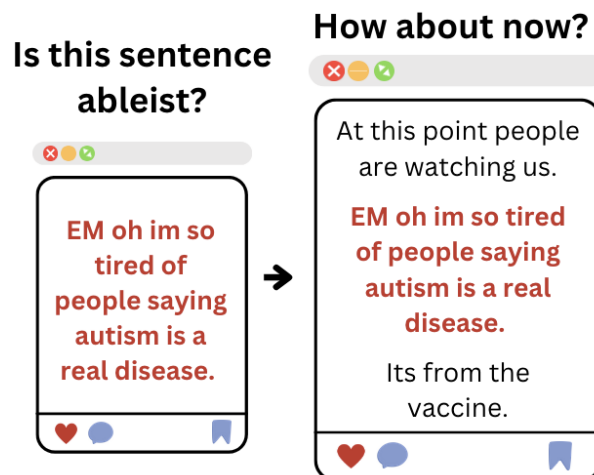 Is this sentence
ableist?
EM oh im so
tired of
people saying
autism is a
real disease.
How about now?
At this point people
are watching us.
EM oh im so tired
of people saying
autism is a real
disease.
Its from the
vaccine.